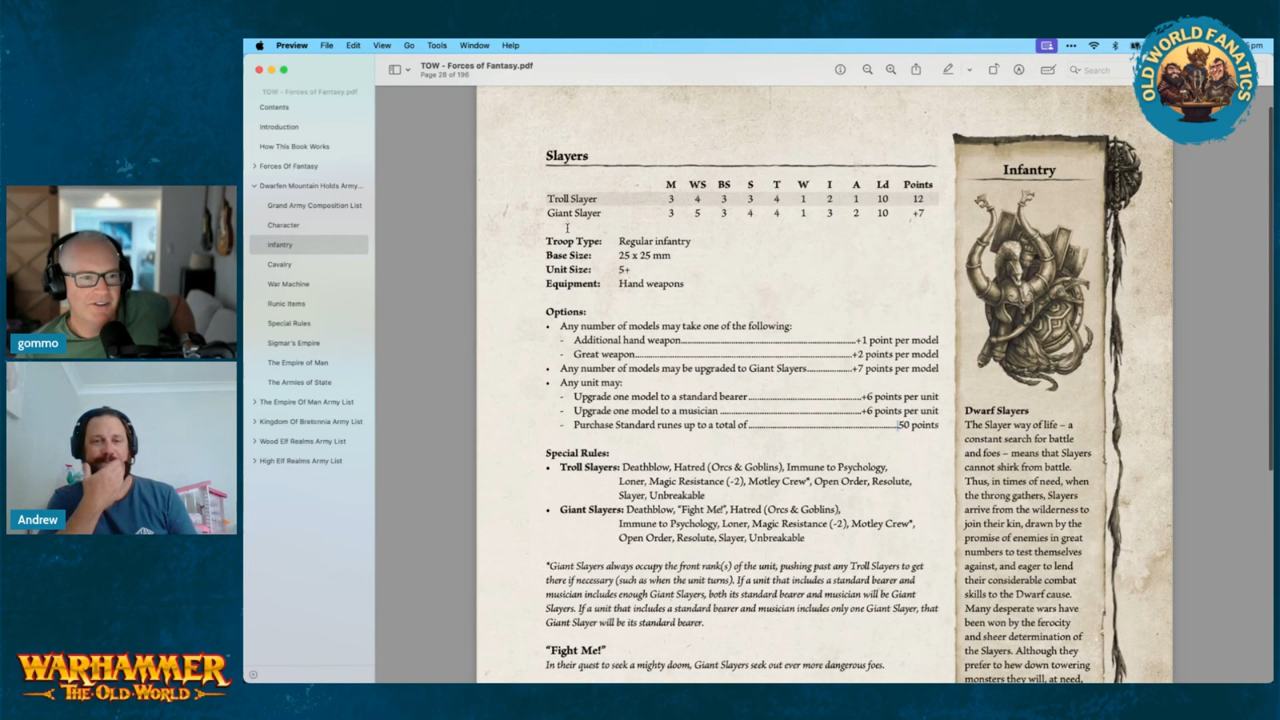 Preview File Edit View Go Tools Window Help
pm
OLD WORLD FANATICS
TOW - Forces of Fantasy.pdf
Page 28 of 196
Search
TOW - Forces of Fantasy.pdf
Contents
Introduction
How This Book Works
Forces Of Fantasy
Dwarfen Mountain Holds Army...
Grand Army Composition List
Character
Infantry
Cavalry
War Machine
Runic Items
Special Rules
Sigmar's Empire
The Empire of Man
The Armies of State
The Empire Of Man Army List
Kingdom Of Bretonnia Army List
Wood Elf Realms Army List
High Elf Realms Army List
gommo
Andrew
WARHAMMER
THE·OLD·WORLD
Slayers
M WS BS S T W I A Ld Points
Troll Slayer 3 4 3 3 4 1 2 1 10 12
Giant Slayer 3 5 3 4 4 1 3 2 10 +7
Troop Type: Regular infantry
Base Size: 25 x 25 mm
Unit Size: 5+
Equipment: Hand weapons
Options:
• Any number of models may take one of the following:
- Additional hand weapon....+1 point per model
- Great weapon....+2 points per model
• Any number of models may be upgraded to Giant Slayers....+7 points per model
• Any unit may:
- Upgrade one model to a standard bearer....+6 points per unit
- Upgrade one model to a musician....+6 points per unit
- Purchase Standard runes up to a total of....50 points
Special Rules:
• Troll Slayers: Deathblow, Hatred (Orcs & Goblins), Immune to Psychology,
Loner, Magic Resistance (-2), Motley Crew*, Open Order, Resolute,
Slayer, Unbreakable
• Giant Slayers: Deathblow, "Fight Me!", Hatred (Orcs & Goblins),
Immune to Psychology, Loner, Magic Resistance (-2), Motley Crew*,
Open Order, Resolute, Slayer, Unbreakable
*Giant Slayers always occupy the front rank(s) of the unit, pushing past any Troll Slayers to get
there if necessary (such as when the unit turns). If a unit that includes a standard bearer and
musician includes enough Giant Slayers, both its standard bearer and musician will be Giant
Slayers. If a unit that includes a standard bearer and musician includes only one Giant Slayer, that
Giant Slayer will be its standard bearer.
"Fight Me!"
In their quest to seek a mighty doom, Giant Slayers seek out ever more dangerous foes.
Infantry
Dwarf Slayers
The Slayer way of life – a
constant search for battle
and foes – means that Slayers
cannot shirk from battle.
Thus, in times of need, when
the throng gathers, Slayers
arrive from the wilderness to
join their kin, drawn by the
promise of enemies in great
numbers to test themselves
against, and eager to lend
their considerable combat
skills to the Dwarf cause.
Many desperate wars have
been won by the ferocity
and sheer determination of
the Slayers. Although they
prefer to hew down towering
monsters they will, at need,